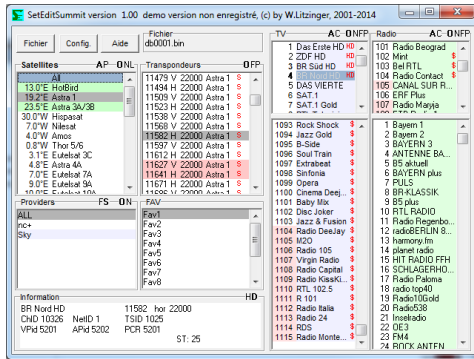 SetEditSummit version 1.00 demo version non enregistré, (c) by W.Litzinger, 2001-2014
Fichier
Config.
Aide
Fichier
db0001.bin
Satellites AP ONL
All
13.0°E HotBird
19.2°E Astra 1
23.5°E Astra 3A/3B
30.0°W Hispasat
7.0°W Nilesat
4.0°W Amos
0.8°W Thor 5/6
3.1°E Eutelsat 3C
4.8°E Astra 4A
7.0°E Eutelsat 7A
9.0°E Eutelsat 9A
Transpondeurs OFP
11479 V 22000 Astra 1 S
11494 H 22000 Astra 1 S
11509 V 22000 Astra 1 S
11523 H 22000 Astra 1 S
11538 V 22000 Astra 1 S
11568 V 22000 Astra 1 S
11582 H 22000 Astra 1 S
11597 V 22000 Astra 1 S
11612 H 22000 Astra 1 S
11627 V 22000 Astra 1 S
11641 H 22000 Astra 1 S
11671 H 22000 Astra 1 S
Providers FS ON
ALL
nc+
Sky
FAV
Fav1
Fav2
Fav3
Fav4
Fav5
Fav6
Fav7
Fav8
Information HD
BR Nord HD 11582 hor 22000
ChID 10326 NetID 1 TSID 1025
VPid 5201 APid 5202 PCR 5201
ST: 25
TV AC ONFP
1 Das Erste HD HD
2 ZDF HD HD
3 BR Süd HD HD
4 BR Nord HD HD
5 DAS VIERTE
6 SAT.1
7 SAT.1 Gold
1093 Rock Shock $
1094 Jazz Gold $
1095 B-Side $
1096 Soul Train $
1097 Extrabeat $
1098 Sinfonia $
1099 Opera $
1100 Cinema Deej... $
1101 Baby Mix $
1102 Disc Joker $
1103 Jazz & Fusion $
1104 Radio DeeJay $
1105 M2O $
1106 Radio 105 $
1107 Virgin Radio $
1108 Radio Capital $
1109 Radio KissKi... $
1110 RTL 102.5 $
1111 R 101 $
1112 Radio Italia $
1113 Radio 24 $
1114 RDS $
1115 Radio Monte... $
Radio AC ONFP
101 Radio Beograd
102 Mint $
103 Bel RTL $
104 Radio Contact $
105 CANAL SUR R...
106 ERF Plus
107 Radio Maryja
1 Bayern 1
2 Bayern 2
3 BAYERN 3
4 ANTENNE BA...
5 B5 aktuell
6 BAYERN plus
7 PULS
8 BR-KLASSIK
9 B5 plus
10 RTL RADIO
11 Radio Regenbo...
12 radioBERLIN 8...
13 harmony.fm
14 planet radio
15 HIT RADIO FFH
16 SCHLAGERHO...
17 Radio Paloma
18 radio top40
19 Radio10Gold
20 Radio538
21 Inselradio
22 OE3
23 FM4
24 ROCK ANTEN